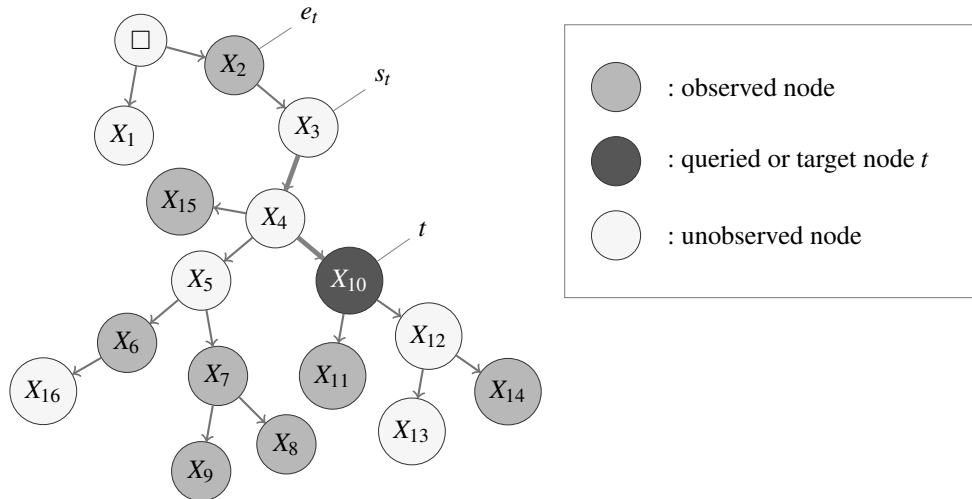 e_t
□
X_2
s_t
: observed node
X_1
X_3
: queried or target node t
X_15
X_4
t
: unobserved node
X_5
X_10
X_6
X_12
X_16
X_7
X_11
X_14
X_13
X_8
X_9